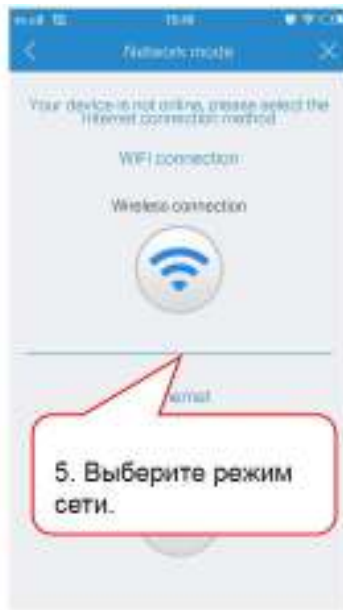 Network mode
Your device is not online, please select the
Internet connection method
WIFI connection
Wireless connection
5. Выберите режим
сети.